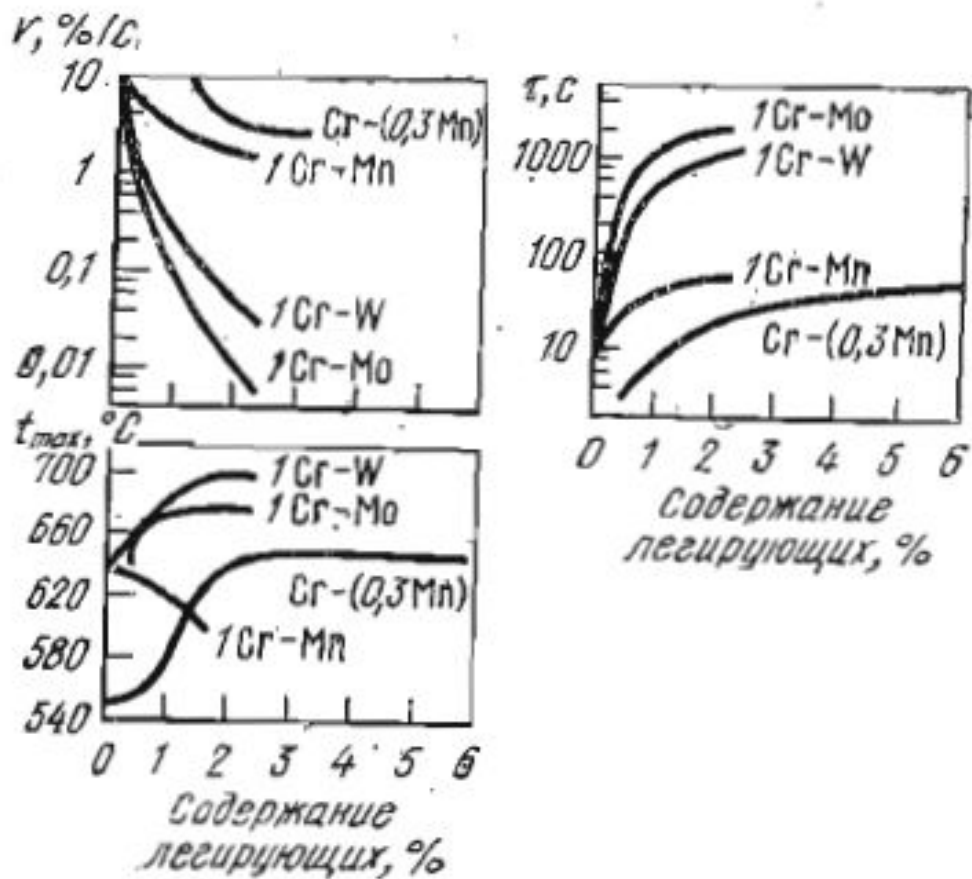 v, %/c,
10
1
0,1
0,01
Cr-(0,3Mn)
1Cr-Mn
1Cr-W
1Cr-Mo
τ, c
1000
100
10
1Cr-Mo
1Cr-W
1Cr-Mn
Cr-(0,3Mn)
0 1 2 3 4 5 6
Содержание
легирующих, %
tmax, °C
700
660
620
580
540
1Cr-W
1Cr-Mo
Cr-(0,3Mn)
1Cr-Mn
0 1 2 3 4 5 6
Содержание
легирующих, %